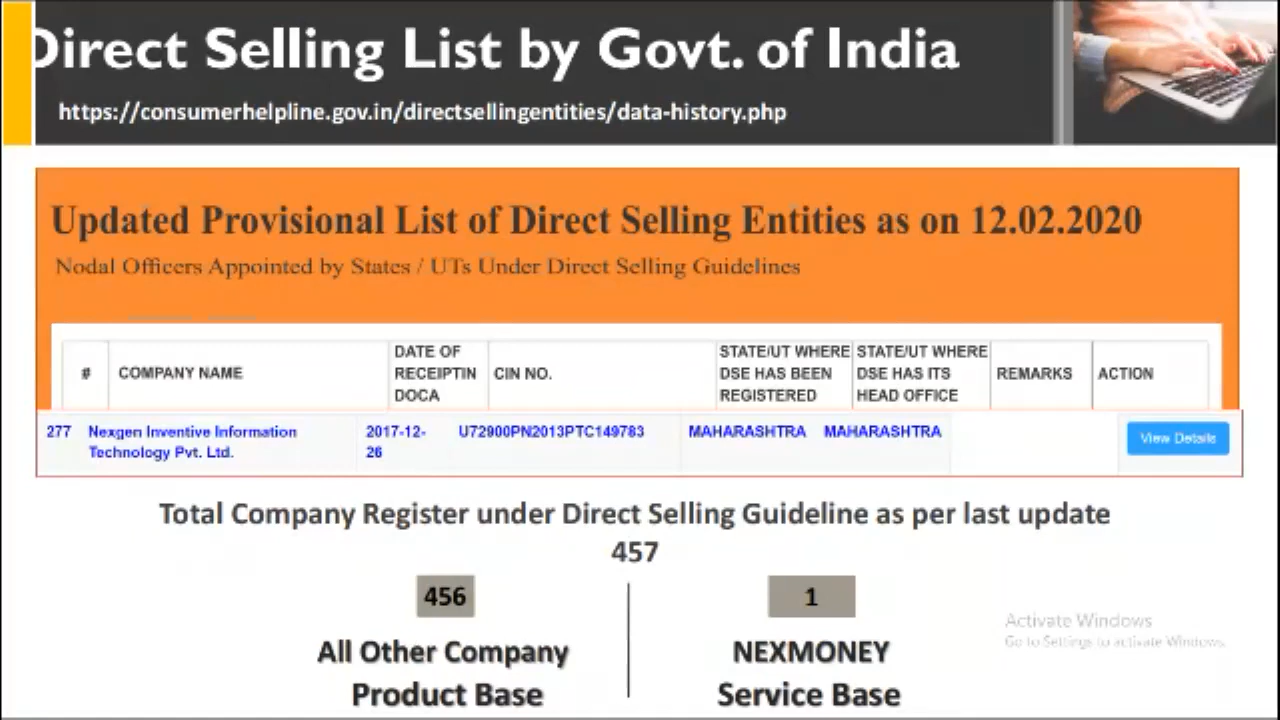 Direct Selling List by Govt. of India
https://consumerhelpline.gov.in/directsellingentities/data-history.php
Updated Provisional List of Direct Selling Entities as on 12.02.2020
Nodal Officers Appointed by States / UTs Under Direct Selling Guidelines
# COMPANY NAME DATE OF RECEIPTIN DOCA CIN NO. STATE/UT WHERE DSE HAS BEEN REGISTERED STATE/UT WHERE DSE HAS ITS HEAD OFFICE REMARKS ACTION
277 Nexgen Inventive Information Technology Pvt. Ltd. 2017-12-26 U72900PN2013PTC149783 MAHARASHTRA MAHARASHTRA View Details
Total Company Register under Direct Selling Guideline as per last update
457
456 1
All Other Company NEXMONEY
Product Base Service Base
Activate Windows
Go to Settings to activate Windows.